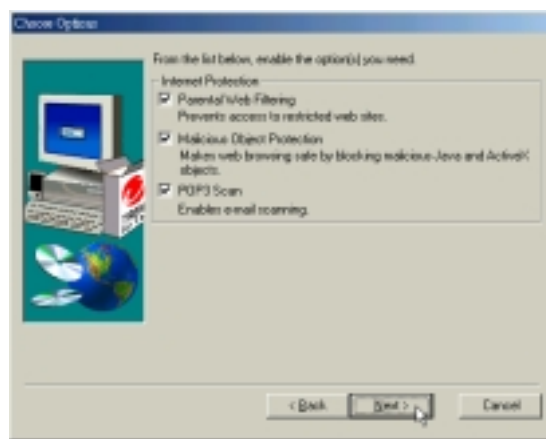 Choose Options
From the list below, enable the option(s) you need.
Internet Protection
Parental Web Filtering
Prevents access to restricted web sites.
Malicious Object Protection
Makes web browsing safe by blocking malicious Java and ActiveX
objects.
POP3 Scan
Enables e-mail scanning.
< Back
Next >
Cancel